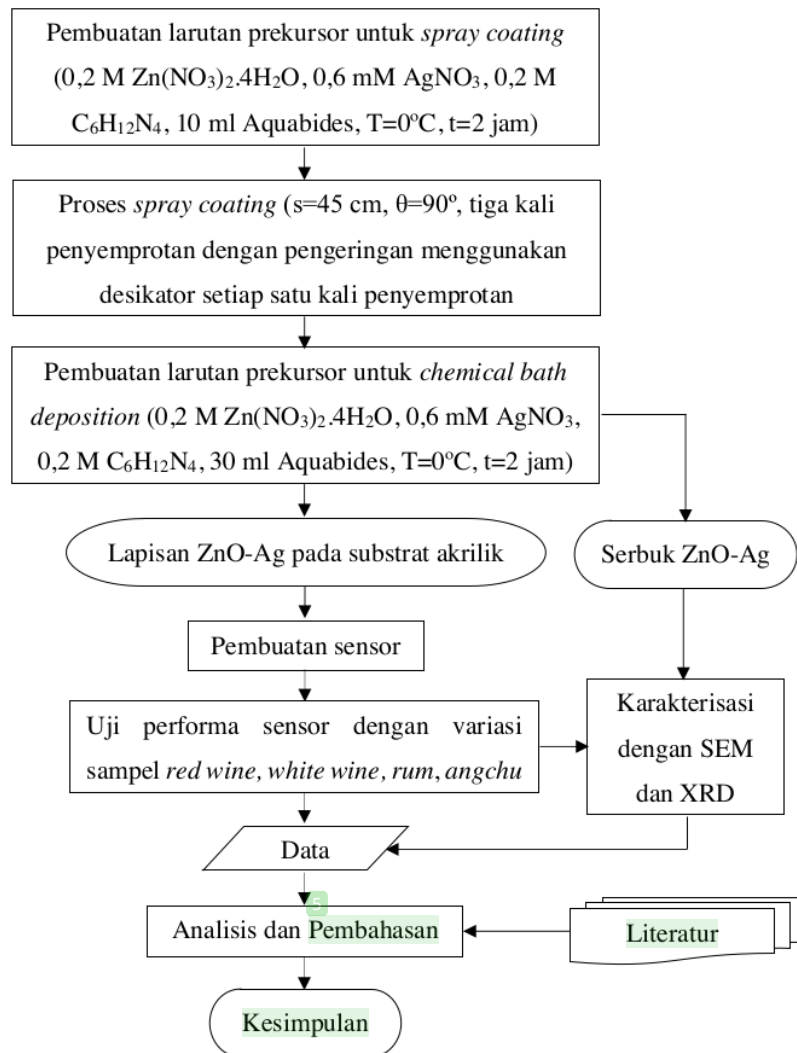 Pembuatan larutan prekursor untuk spray coating
(0,2 M Zn(NO₃)₂.4H₂O, 0,6 mM AgNO₃, 0,2 M
C₆H₁₂N₄, 10 ml Aquabides, T=0ºC, t=2 jam)
Proses spray coating (s=45 cm, θ=90º, tiga kali
penyemprotan dengan pengeringan menggunakan
desikator setiap satu kali penyemprotan
Pembuatan larutan prekursor untuk chemical bath
deposition (0,2 M Zn(NO₃)₂.4H₂O, 0,6 mM AgNO₃,
0,2 M C₆H₁₂N₄, 30 ml Aquabides, T=0ºC, t=2 jam)
Lapisan ZnO-Ag pada substrat akrilik
Serbuk ZnO-Ag
Pembuatan sensor
Uji performa sensor dengan variasi
sampel red wine, white wine, rum, angchu
Karakterisasi
dengan SEM
dan XRD
Data
5
Analisis dan Pembahasan
Literatur
Kesimpulan